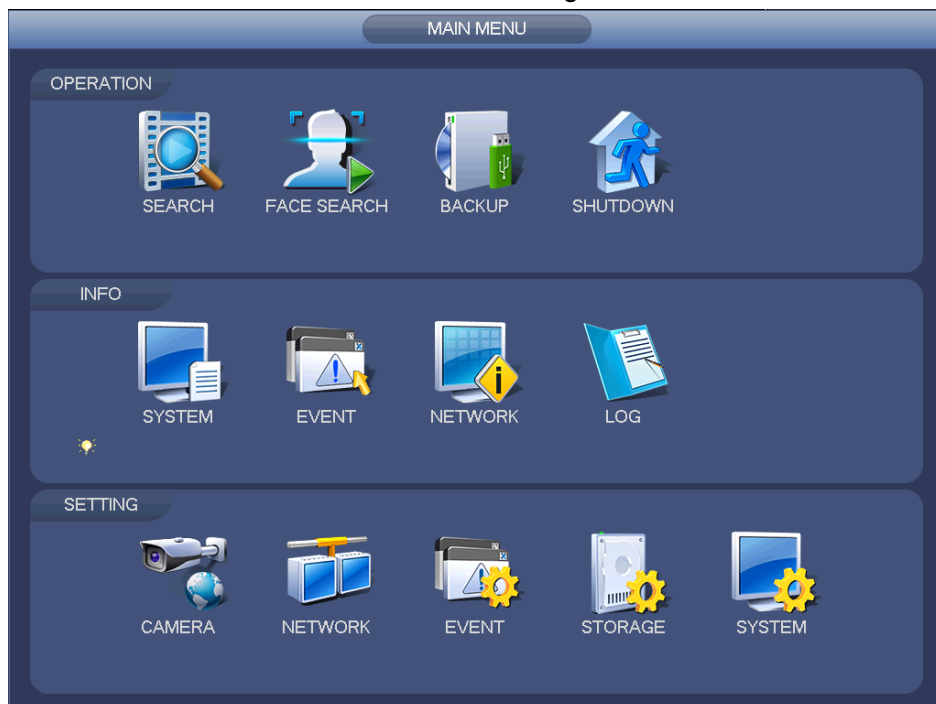 MAIN MENU
OPERATION
SEARCH FACE SEARCH BACKUP SHUTDOWN
INFO
SYSTEM EVENT NETWORK LOG
SETTING
CAMERA NETWORK EVENT STORAGE SYSTEM